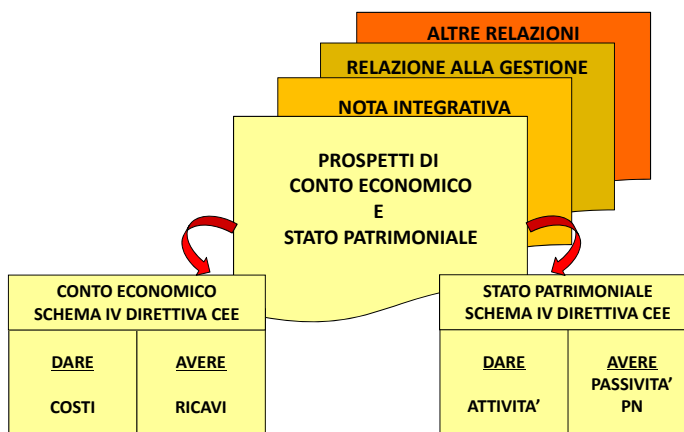 ALTRE RELAZIONI
RELAZIONE ALLA GESTIONE
NOTA INTEGRATIVA
PROSPETTI DI
CONTO ECONOMICO
E
STATO PATRIMONIALE
CONTO ECONOMICO
SCHEMA IV DIRETTIVA CEE
DARE
COSTI
AVERE
RICAVI
STATO PATRIMONIALE
SCHEMA IV DIRETTIVA CEE
DARE
ATTIVITA’
AVERE
PASSIVITA’
PN